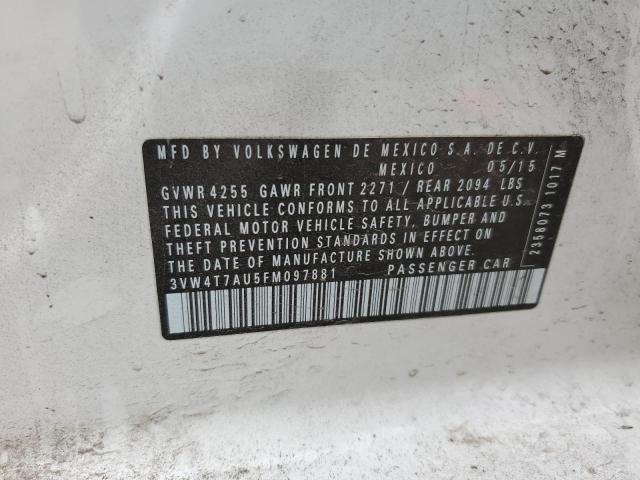 MFD BY VOLKSWAGEN DE MEXICO S.A. DE C.V.
MEXICO 05/15
GVWR 4255 GAWR FRONT 2271 / REAR 2094 LBS
THIS VEHICLE CONFORMS TO ALL APPLICABLE U.S.
FEDERAL MOTOR VEHICLE SAFETY, BUMPER AND
THEFT PREVENTION STANDARDS IN EFFECT ON
THE DATE OF MANUFACTURE SHOWN ABOVE.
3VW4T7AU5FM097881 PASSENGER CAR
2358073 1017 M